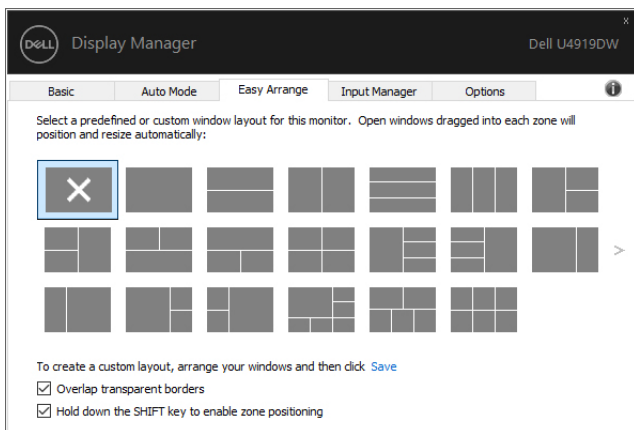 x
DELL Display Manager Dell U4919DW
Basic Auto Mode Easy Arrange Input Manager Options i
Select a predefined or custom window layout for this monitor. Open windows dragged into each zone will
position and resize automatically:
>
To create a custom layout, arrange your windows and then click Save
Overlap transparent borders
Hold down the SHIFT key to enable zone positioning